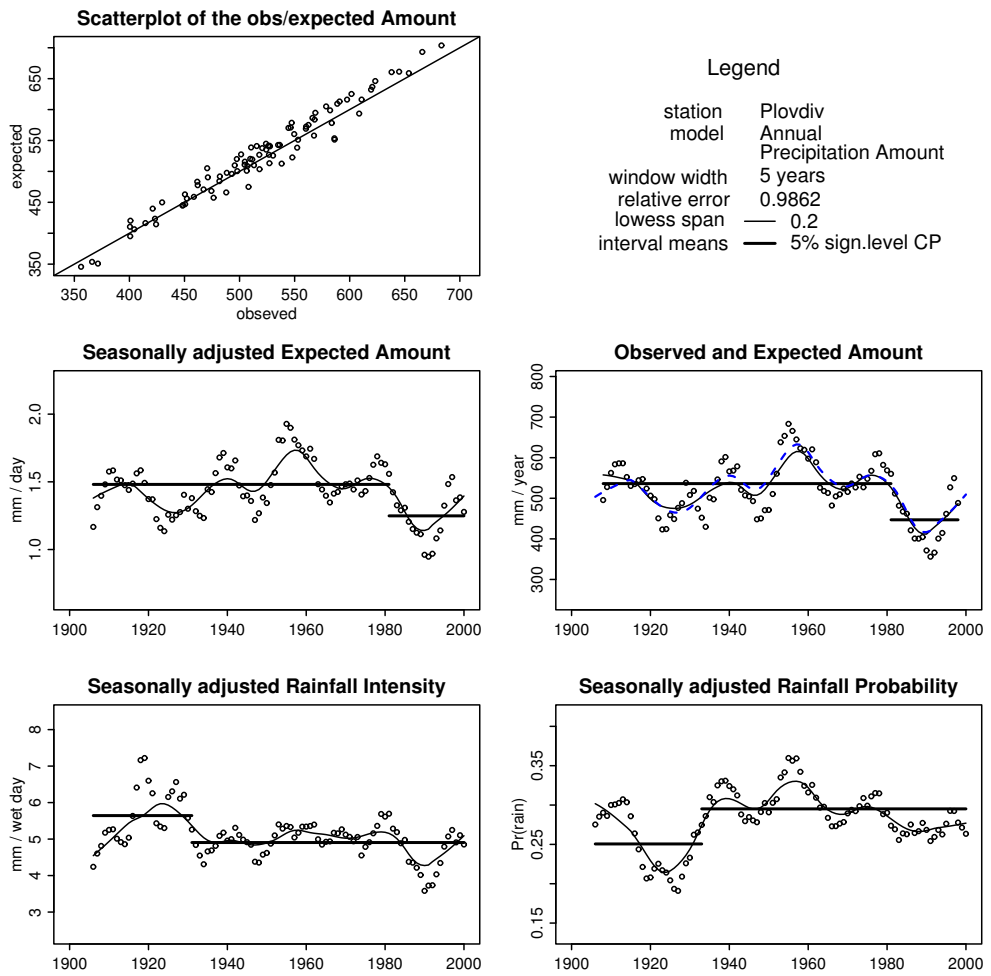 Scatterplot of the obs/expected Amount
expected
350 450 550 650
350 400 450 500 550 600 650 700
obseved
Legend
station Plovdiv
model Annual
Precipitation Amount
window width 5 years
relative error 0.9862
lowess span 0.2
interval means 5% sign.level CP
Seasonally adjusted Expected Amount
mm / day
1.0 1.5 2.0
1900 1920 1940 1960 1980 2000
Observed and Expected Amount
mm / year
300 400 500 600 700 800
1900 1920 1940 1960 1980 2000
Seasonally adjusted Rainfall Intensity
mm / wet day
3 4 5 6 7 8
1900 1920 1940 1960 1980 2000
Seasonally adjusted Rainfall Probability
Pr(rain)
0.15 0.25 0.35
1900 1920 1940 1960 1980 2000